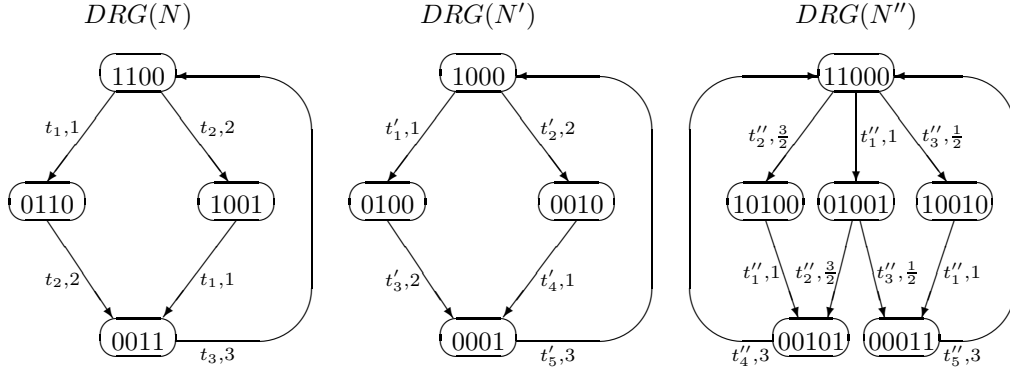 DRG(N) DRG(N′) DRG(N″)
1100 1000 11000
t₁,1 t₂,2 t′₁,1 t′₂,2 t″₂,3/2 t″₁,1 t″₃,1/2
0110 1001 0100 0010 10100 01001 10010
t₂,2 t₁,1 t′₃,2 t′₄,1 t″₁,1 t″₂,3/2 t″₃,1/2 t″₁,1
0011 0001 00101 00011
t₃,3 t′₅,3 t″₄,3 t″₅,3